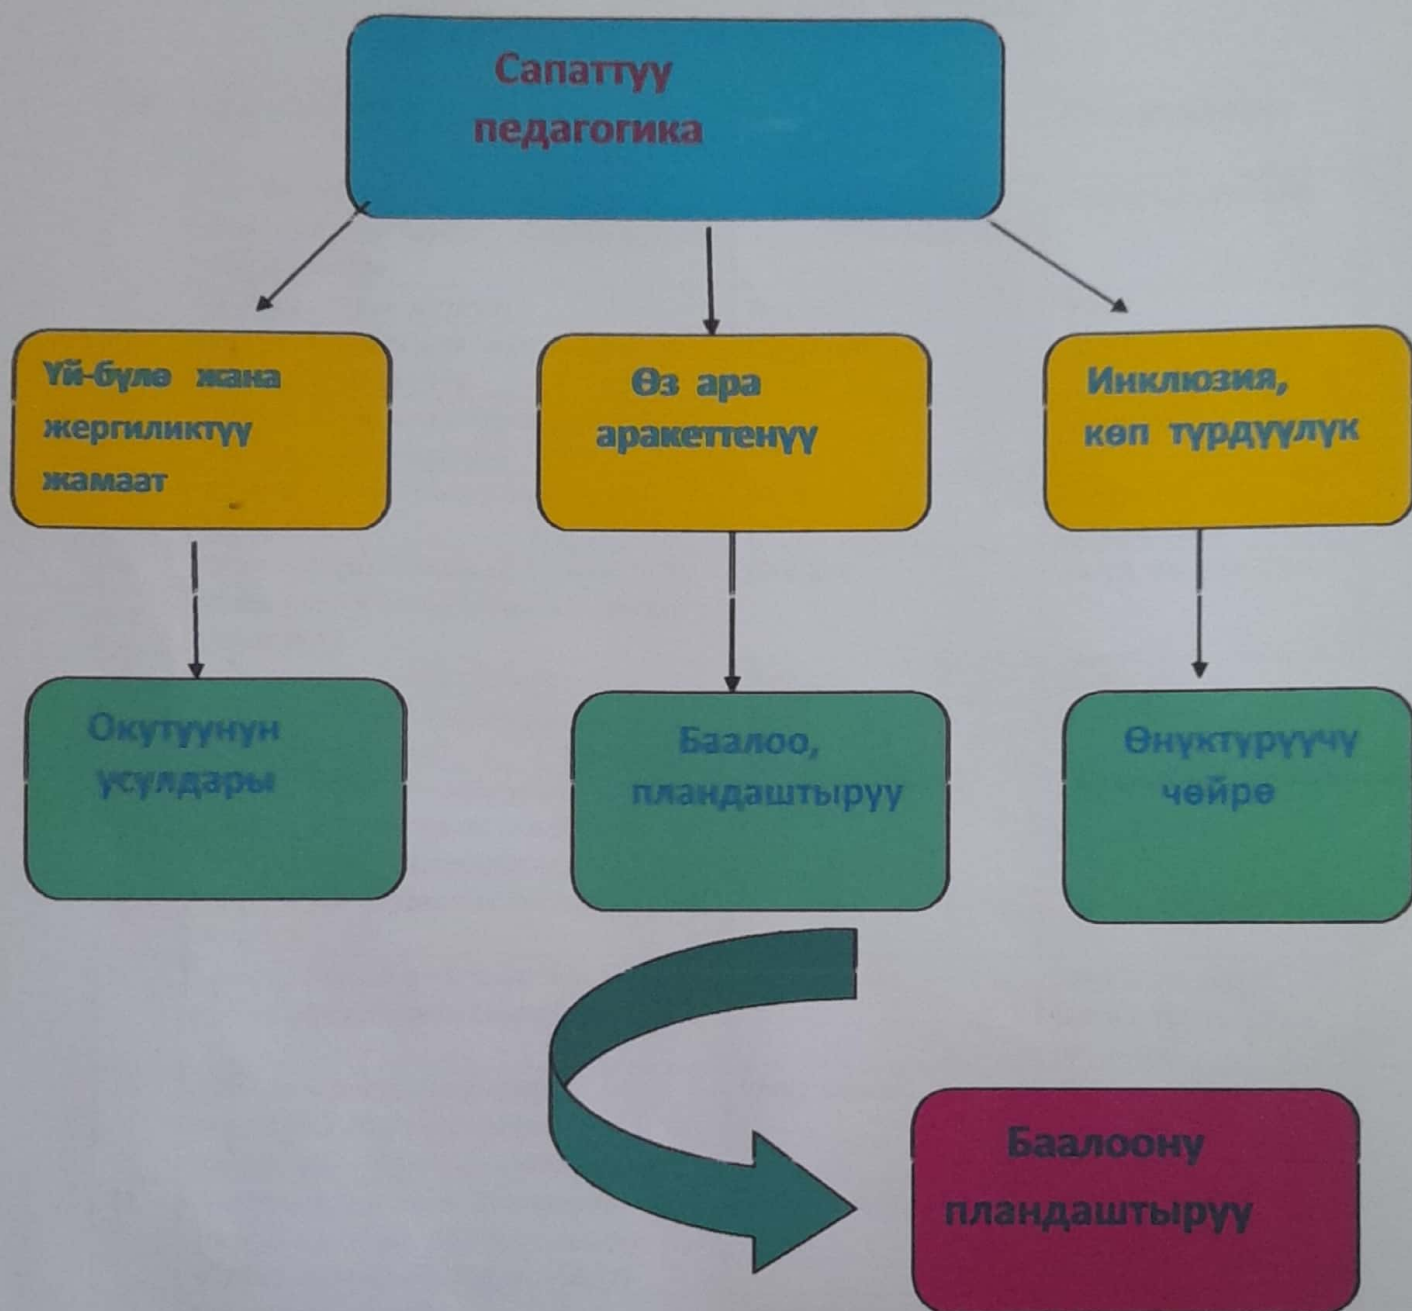 Сапаттуу
педагогика
Үй-бүлө жана
жергиликтүү
жамаат
Өз ара
аракеттенүү
Инклюзия,
көп түрдүүлүк
Окутуунун
усулдары
Баалоо,
пландаштыруу
Өнүктүрүүчү
чөйрө
Баалоону
пландаштыруу